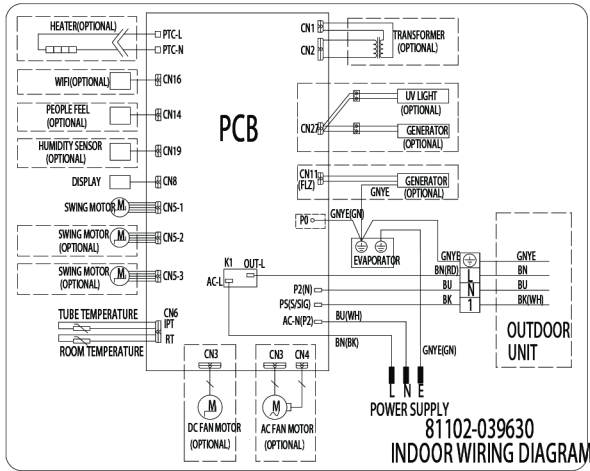 HEATER(OPTIONAL)
PTC-L
PTC-N
WIFI(OPTIONAL)
CN16
PEOPLE FEEL
(OPTIONAL)
CN14
HUMIDITY SENSOR
(OPTIONAL)
CN19
DISPLAY
CN8
SWING MOTOR
M
CN5-1
SWING MOTOR
(OPTIONAL)
M
CN5-2
SWING MOTOR
(OPTIONAL)
M
CN5-3
TUBE TEMPERATURE
CN6
IPT
RT
ROOM TEMPERATURE
PCB
CN1
CN2
TRANSFORMER
(OPTIONAL)
CN27
UV LIGHT
(OPTIONAL)
GENERATOR
(OPTIONAL)
CN11
(FLZ)
GNYE
GENERATOR
(OPTIONAL)
P0
GNYE(GN)
EVAPORATOR
K1
OUT-L
AC-L
P2(N)
PS(S/SIG)
AC-N(P2)
BU(WH)
BN(BK)
GNYE(GN)
GNYE
BN(RD)
BU
BK
L
N
1
GNYE
BN
BU
BK(WH)
OUTDOOR
UNIT
CN3
M
DC FAN MOTOR
(OPTIONAL)
CN3
CN4
M
AC FAN MOTOR
(OPTIONAL)
L
N
E
POWER SUPPLY
81102-039630
INDOOR WIRING DIAGRAM